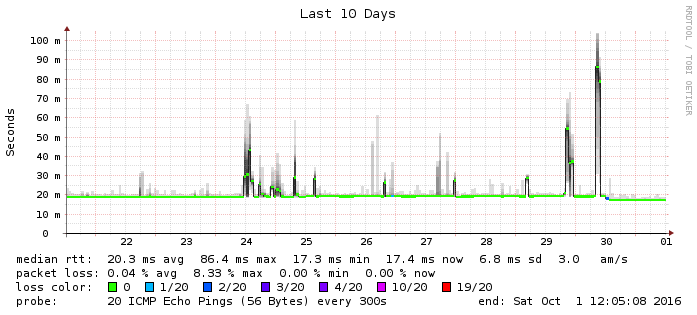 Last 10 Days
RRDTOOL / TOBI OETIKER
Seconds
100 m
90 m
80 m
70 m
60 m
50 m
40 m
30 m
20 m
10 m
0
22 23 24 25 26 27 28 29 30 01
median rtt: 20.3 ms avg 86.4 ms max 17.3 ms min 17.4 ms now 6.8 ms sd 3.0 am/s
packet loss: 0.04 % avg 8.33 % max 0.00 % min 0.00 % now
loss color: 0 1/20 2/20 3/20 4/20 10/20 19/20
probe: 20 ICMP Echo Pings (56 Bytes) every 300s end: Sat Oct 1 12:05:08 2016